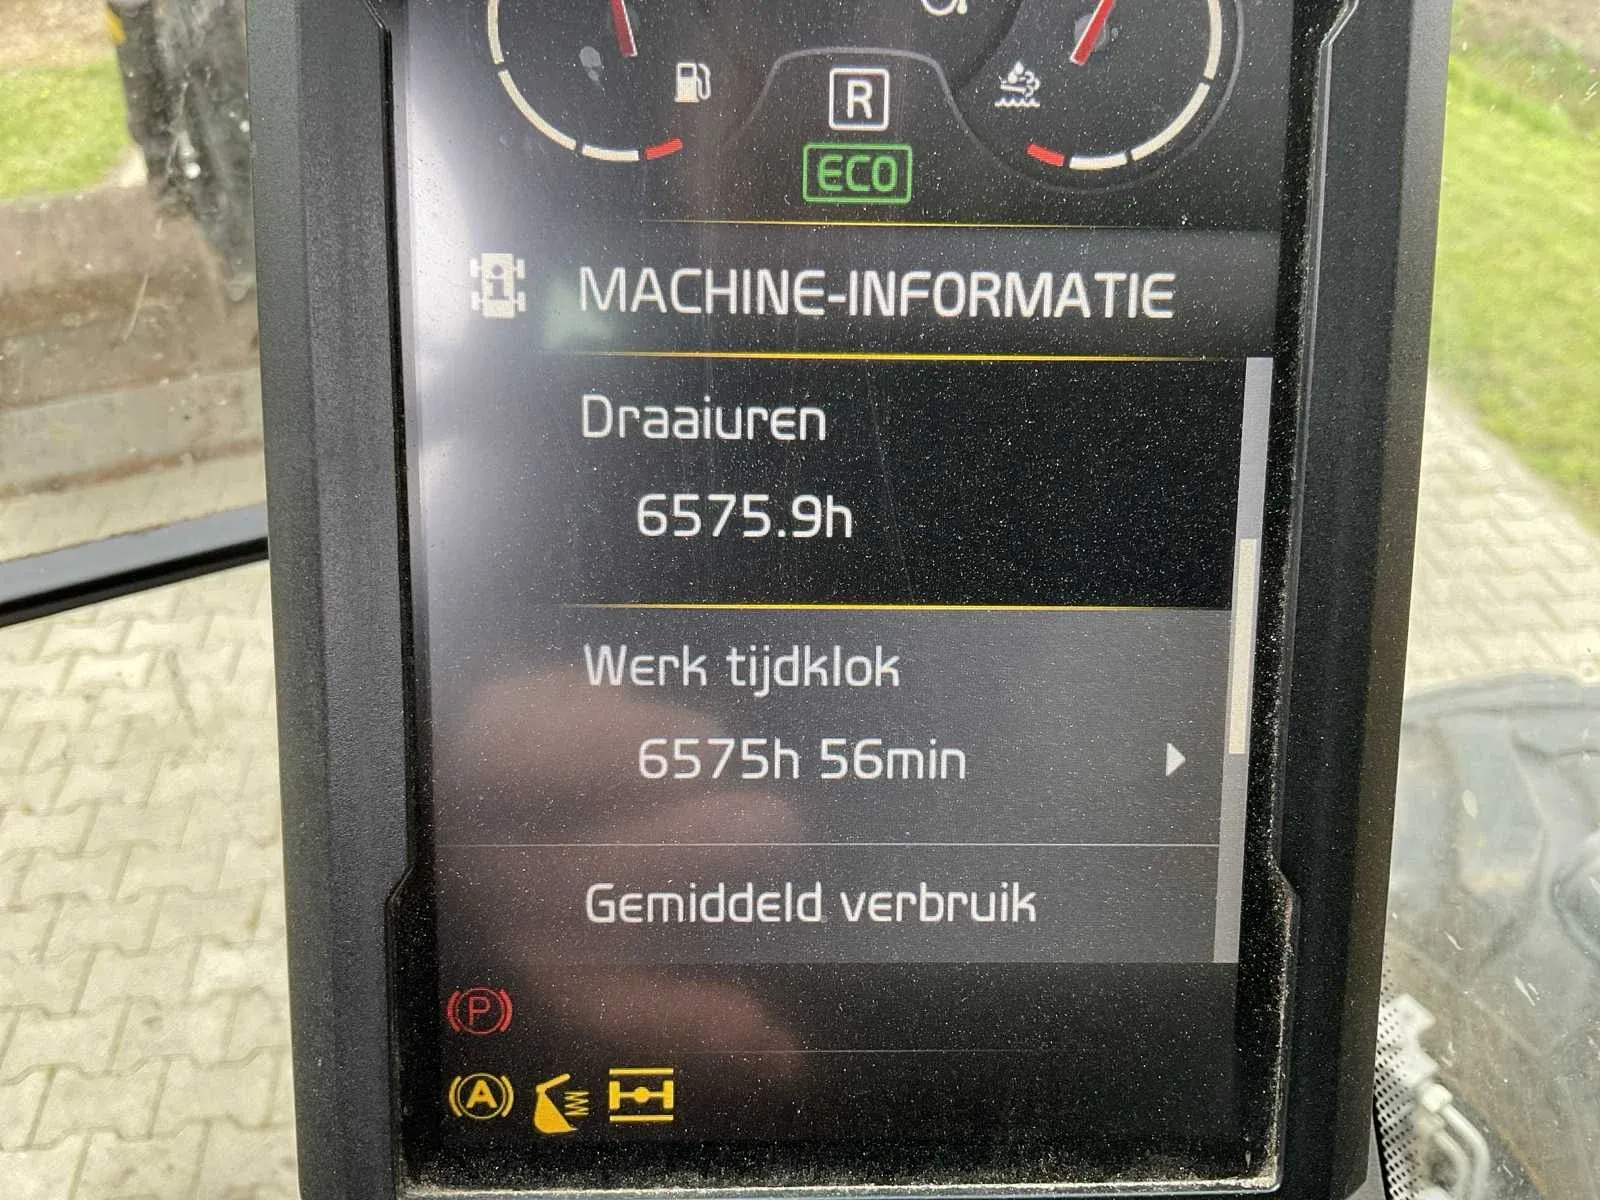 R
ECO
MACHINE-INFORMATIE
Draaiuren
6575.9h
Werk tijdklok
6575h 56min
Gemiddeld verbruik
P
A